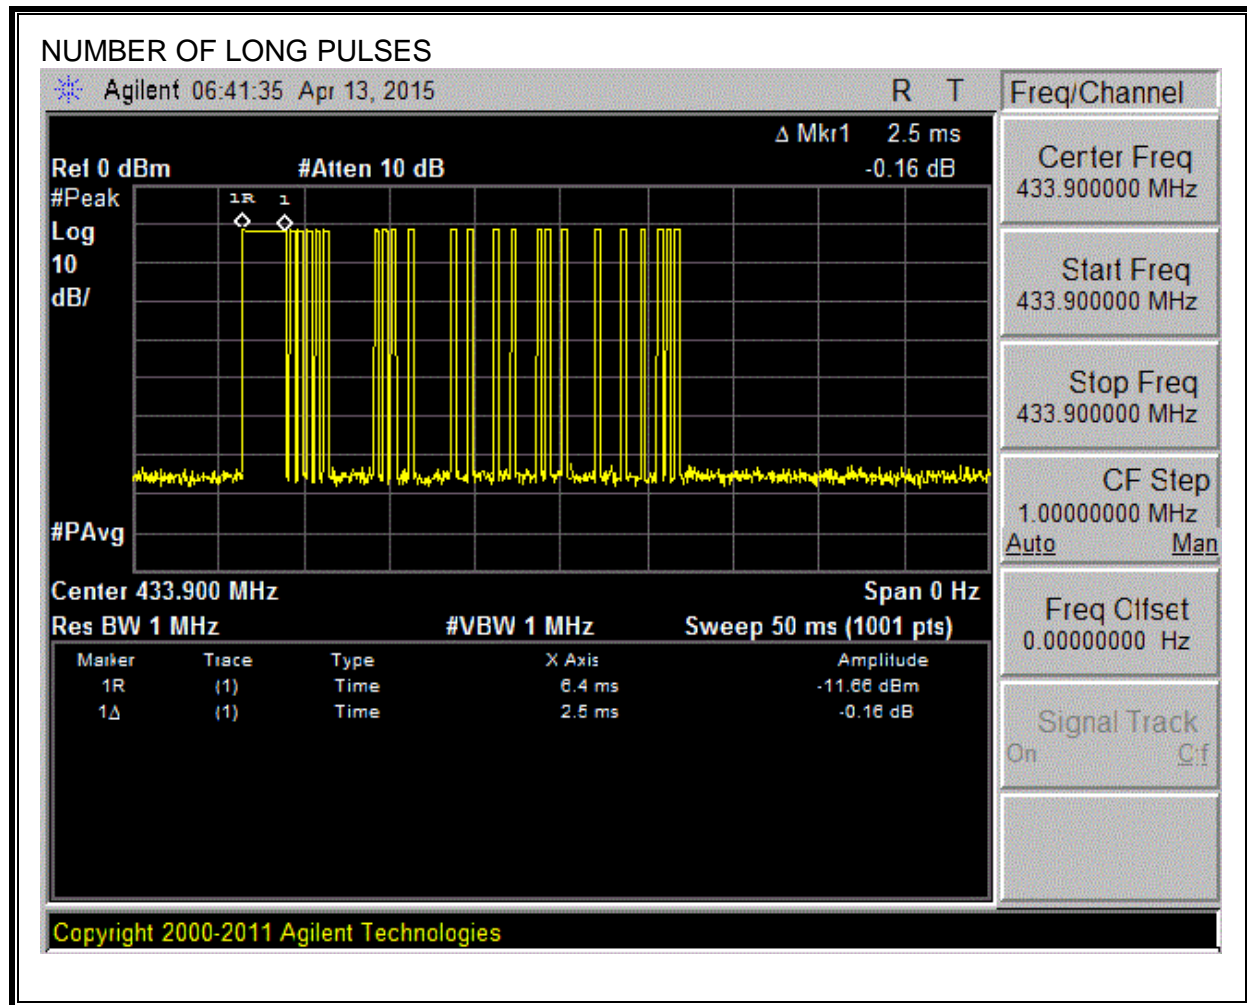 NUMBER OF LONG PULSES
Agilent 06:41:35 Apr 13, 2015 R T
Freq/Channel
Δ Mkr1 2.5 ms
Ref 0 dBm #Atten 10 dB -0.16 dB
#Peak
Log
10
dB/
1R 1
#PAvg
Center 433.900 MHz Span 0 Hz
Res BW 1 MHz #VBW 1 MHz Sweep 50 ms (1001 pts)
Marker Trace Type X Axis Amplitude
1R (1) Time 6.4 ms -11.66 dBm
1Δ (1) Time 2.5 ms -0.16 dB
Center Freq
433.900000 MHz
Start Freq
433.900000 MHz
Stop Freq
433.900000 MHz
CF Step
1.00000000 MHz
Auto Man
Freq Offset
0.00000000 Hz
Signal Track
On Off
Copyright 2000-2011 Agilent Technologies